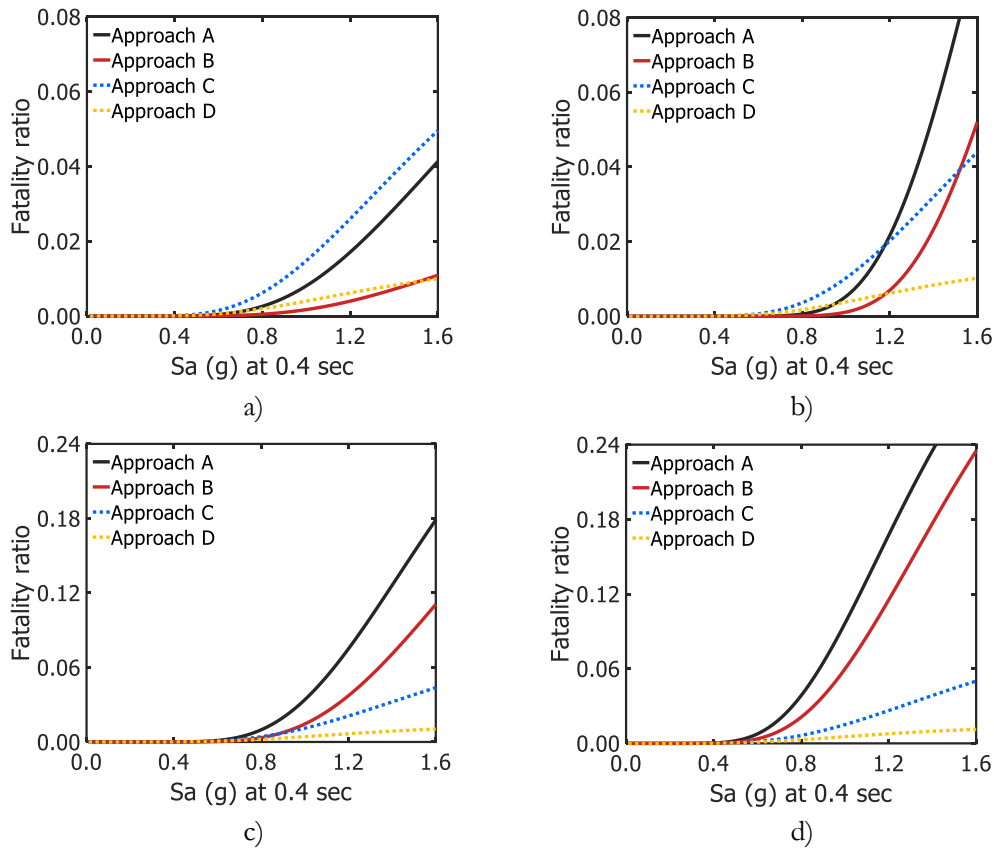 0.08
0.06
0.04
0.02
0.00
Fatality ratio
Approach A
Approach B
Approach C
Approach D
0.0 0.4 0.8 1.2 1.6
Sa (g) at 0.4 sec
a)
0.08
0.06
0.04
0.02
0.00
Fatality ratio
Approach A
Approach B
Approach C
Approach D
0.0 0.4 0.8 1.2 1.6
Sa (g) at 0.4 sec
b)
0.24
0.18
0.12
0.06
0.00
Fatality ratio
Approach A
Approach B
Approach C
Approach D
0.0 0.4 0.8 1.2 1.6
Sa (g) at 0.4 sec
c)
0.24
0.18
0.12
0.06
0.00
Fatality ratio
Approach A
Approach B
Approach C
Approach D
0.0 0.4 0.8 1.2 1.6
Sa (g) at 0.4 sec
d)